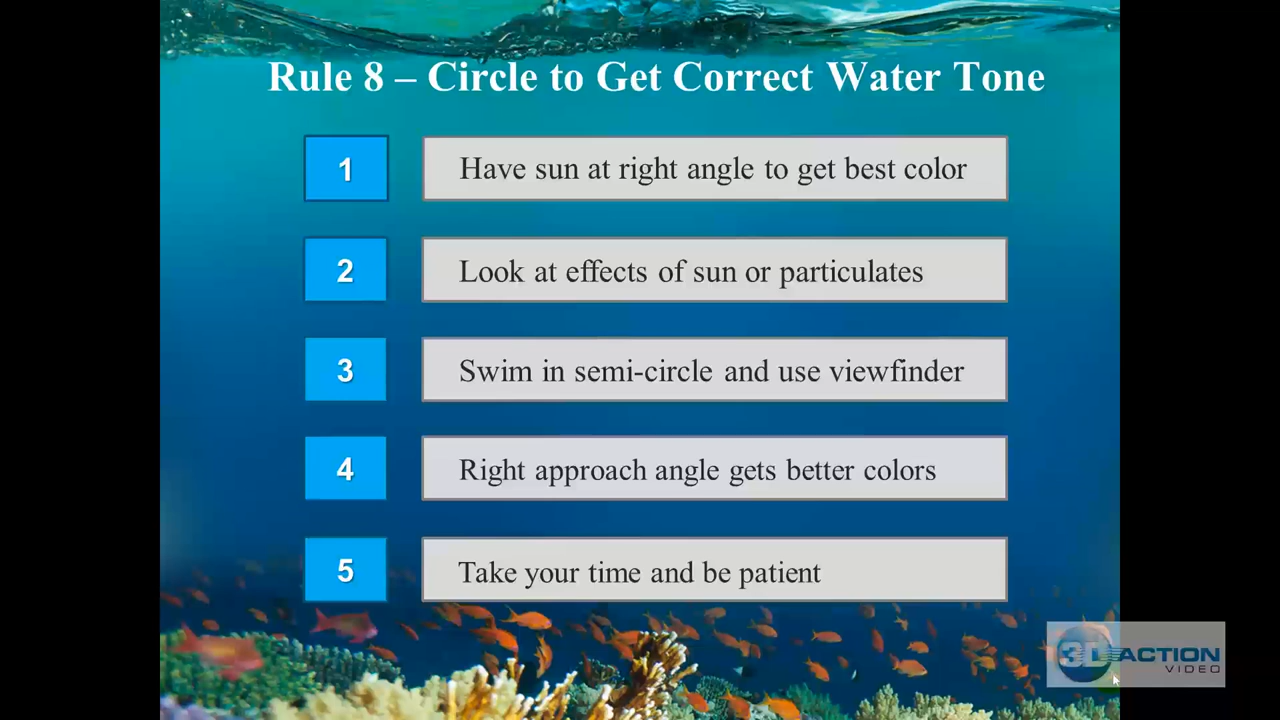 Rule 8 – Circle to Get Correct Water Tone
1
Have sun at right angle to get best color
2
Look at effects of sun or particulates
3
Swim in semi-circle and use viewfinder
4
Right approach angle gets better colors
5
Take your time and be patient
3D ACTION
VIDEO